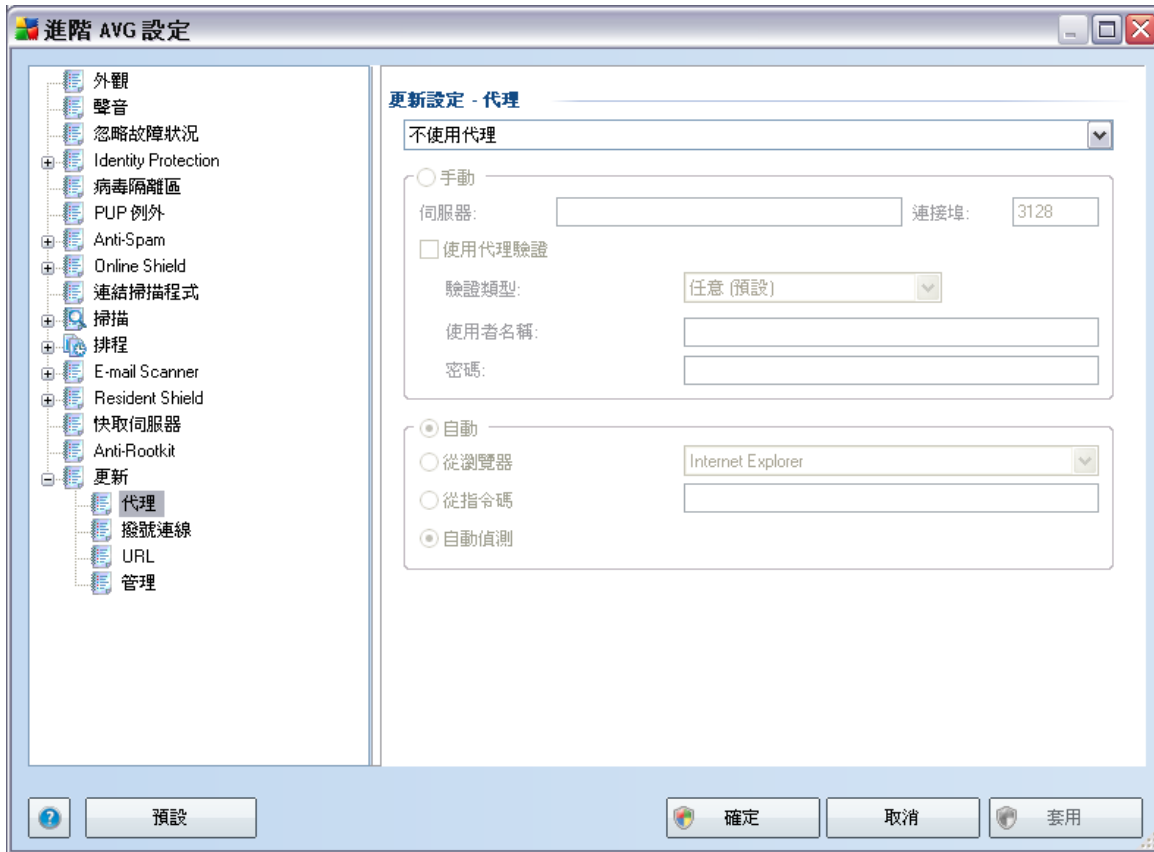 進階 AVG 設定
外觀
聲音
忽略故障狀況
Identity Protection
病毒隔離區
PUP 例外
Anti-Spam
Online Shield
連結掃描程式
掃描
排程
E-mail Scanner
Resident Shield
快取伺服器
Anti-Rootkit
更新
代理
撥號連線
URL
管理
更新設定 - 代理
不使用代理
手動
伺服器: 連接埠: 3128
使用代理驗證
驗證類型: 任意 (預設)
使用者名稱:
密碼:
自動
從瀏覽器 Internet Explorer
從指令碼
自動偵測
預設 確定 取消 套用